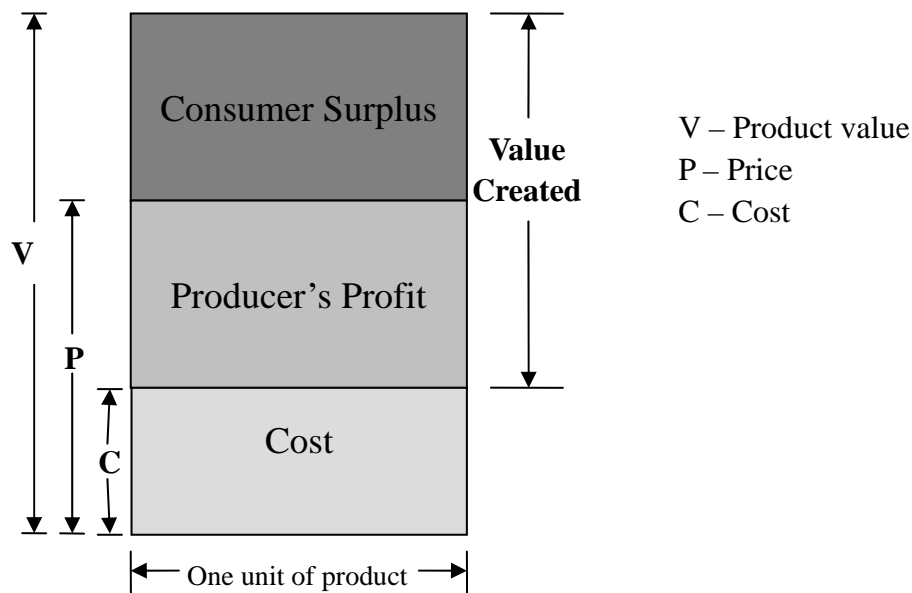 Consumer Surplus
Value
Created
V – Product value
P – Price
C – Cost
V
Producer’s Profit
P
Cost
C
One unit of product